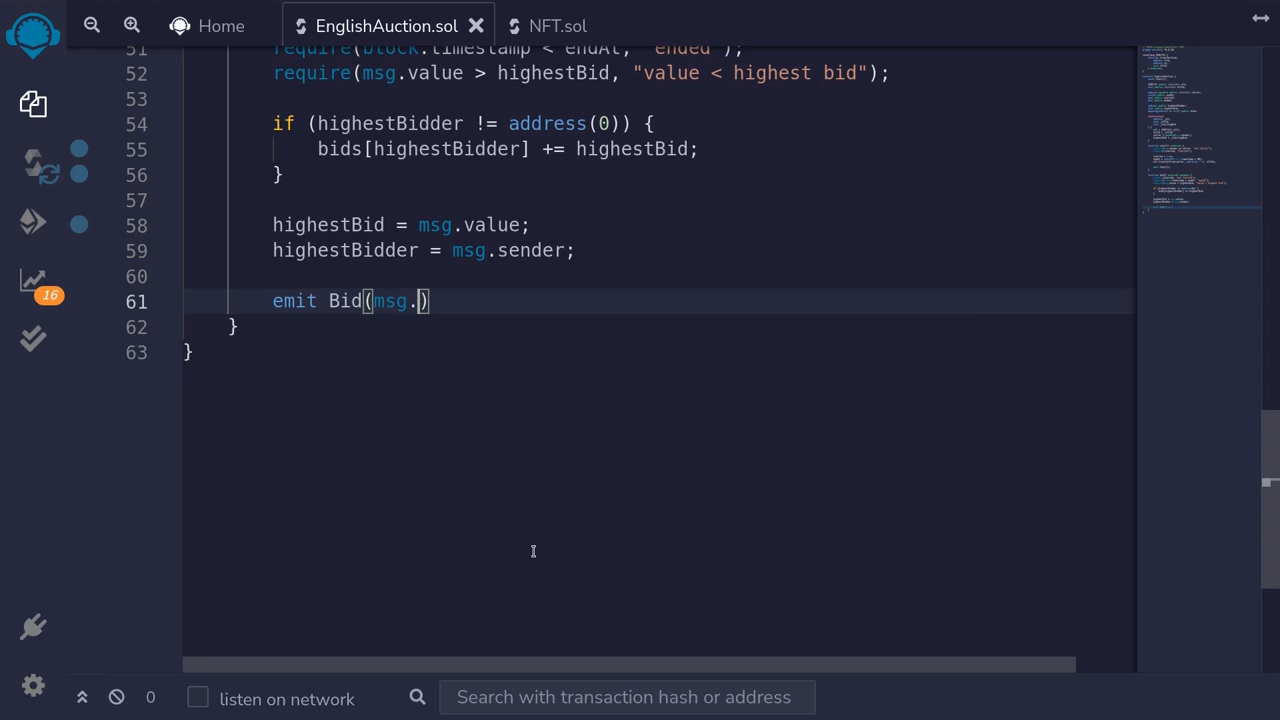 Home
EnglishAuction.sol
NFT.sol
51 require(block.timestamp < endAt, "ended");
52 require(msg.value > highestBid, "value < highest bid");
53
54 if (highestBidder != address(0)) {
55 bids[highestBidder] += highestBid;
56 }
57
58 highestBid = msg.value;
59 highestBidder = msg.sender;
60
61 emit Bid(msg.)
62 }
63 }
16
0
listen on network
Search with transaction hash or address